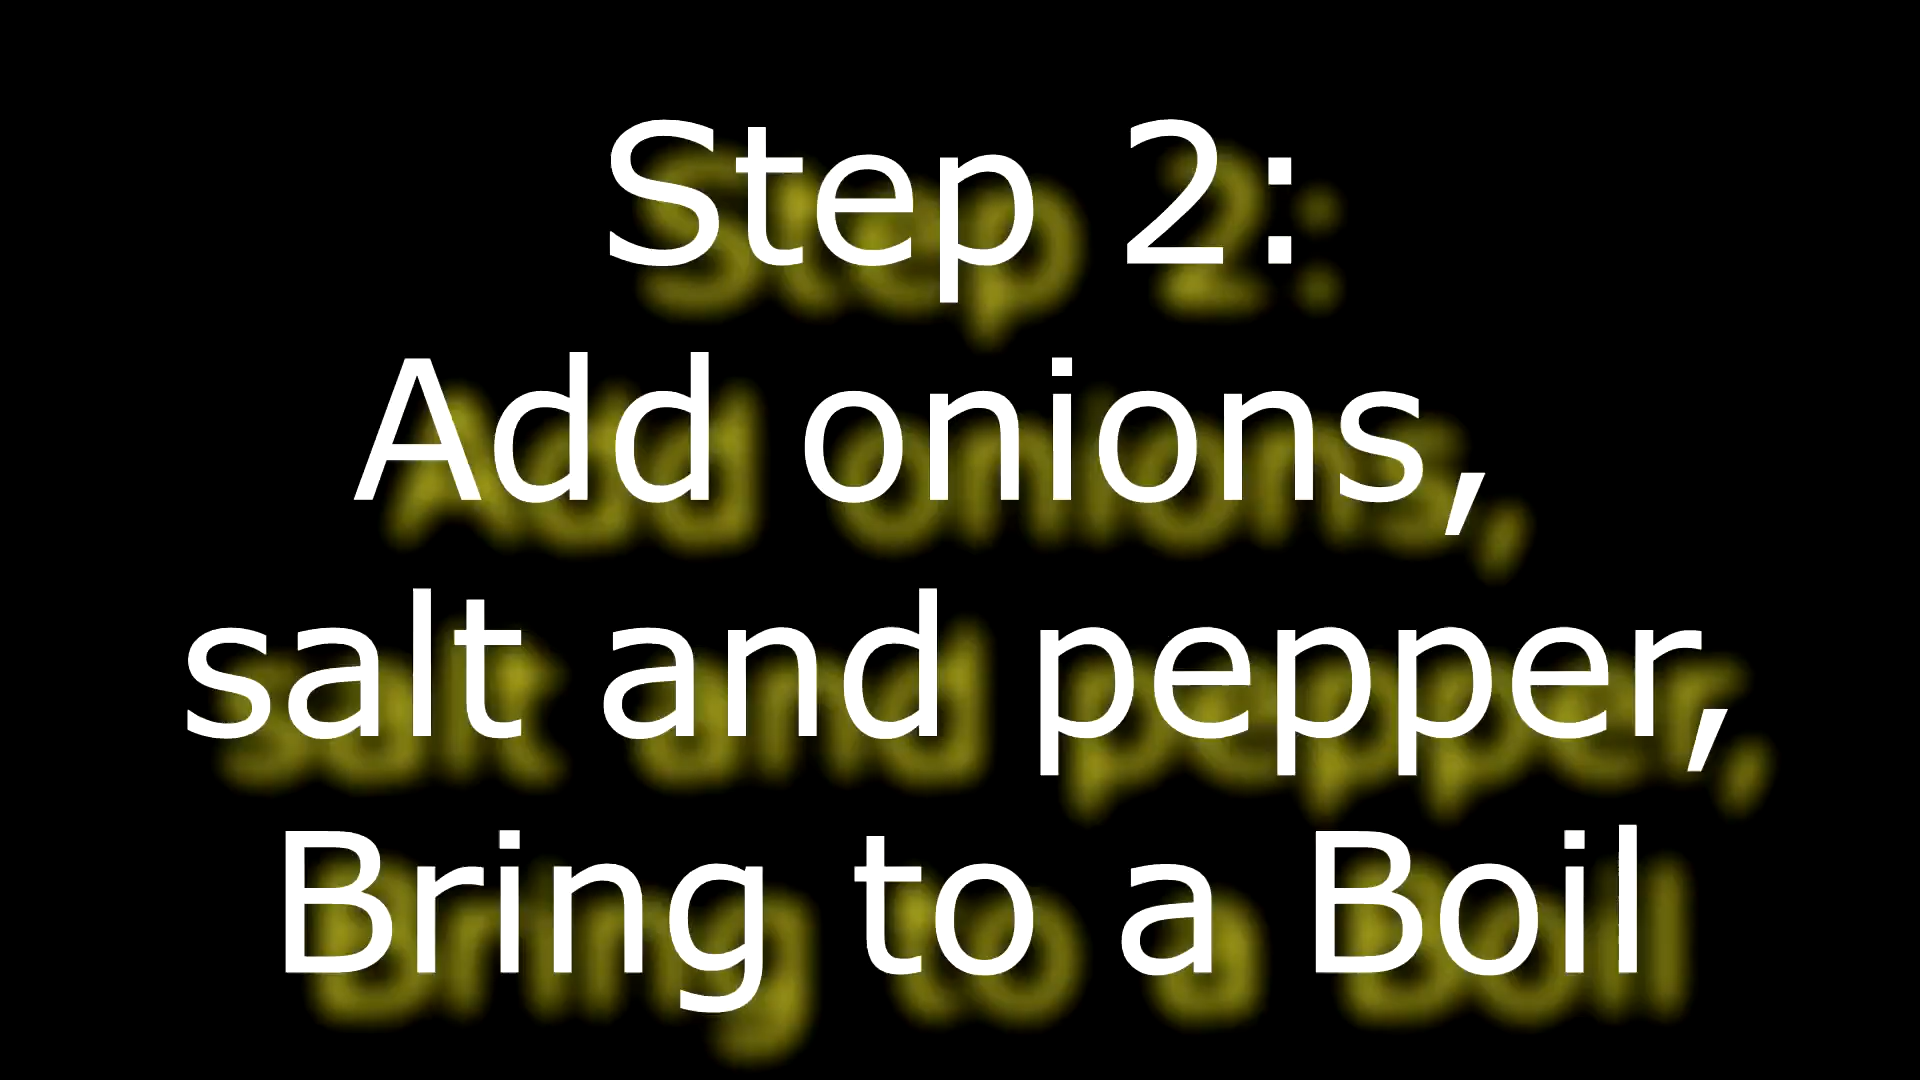 Step 2:
Add onions,
salt and pepper,
Bring to a Boil